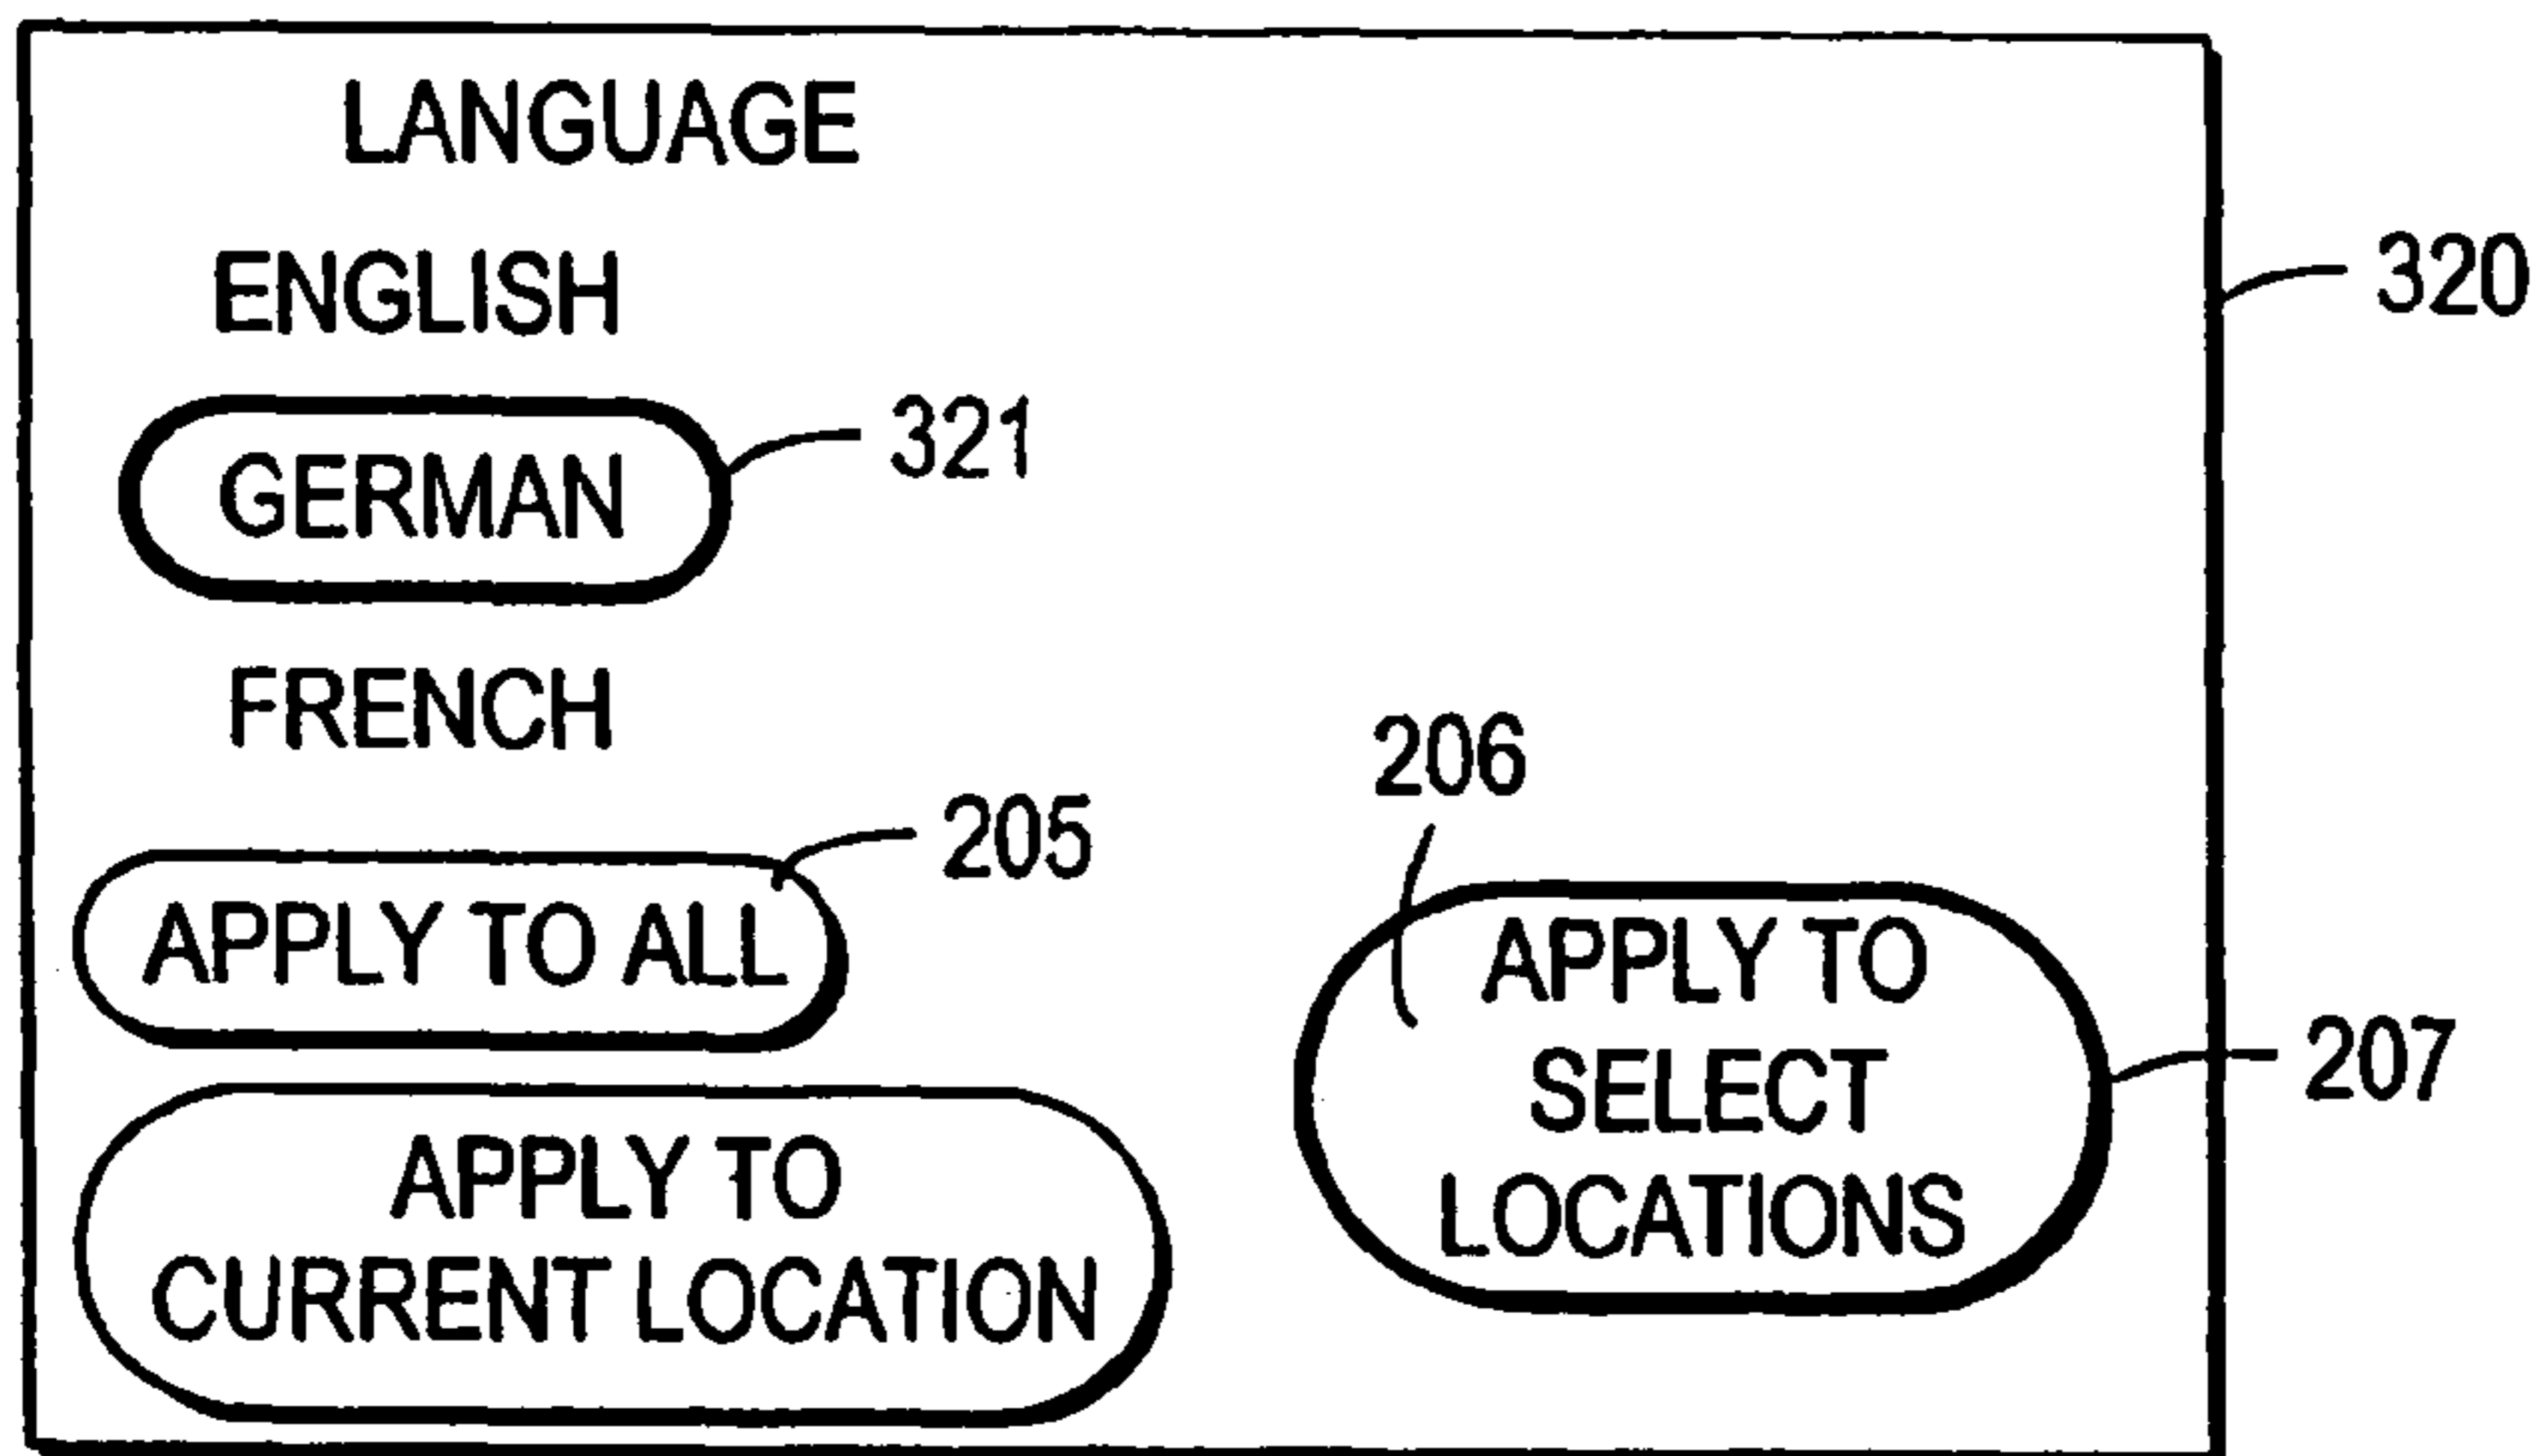 LANGUAGE
ENGLISH
320
GERMAN
321
FRENCH
205
APPLY TO ALL
206
APPLY TO
SELECT
LOCATIONS
207
APPLY TO
CURRENT LOCATION